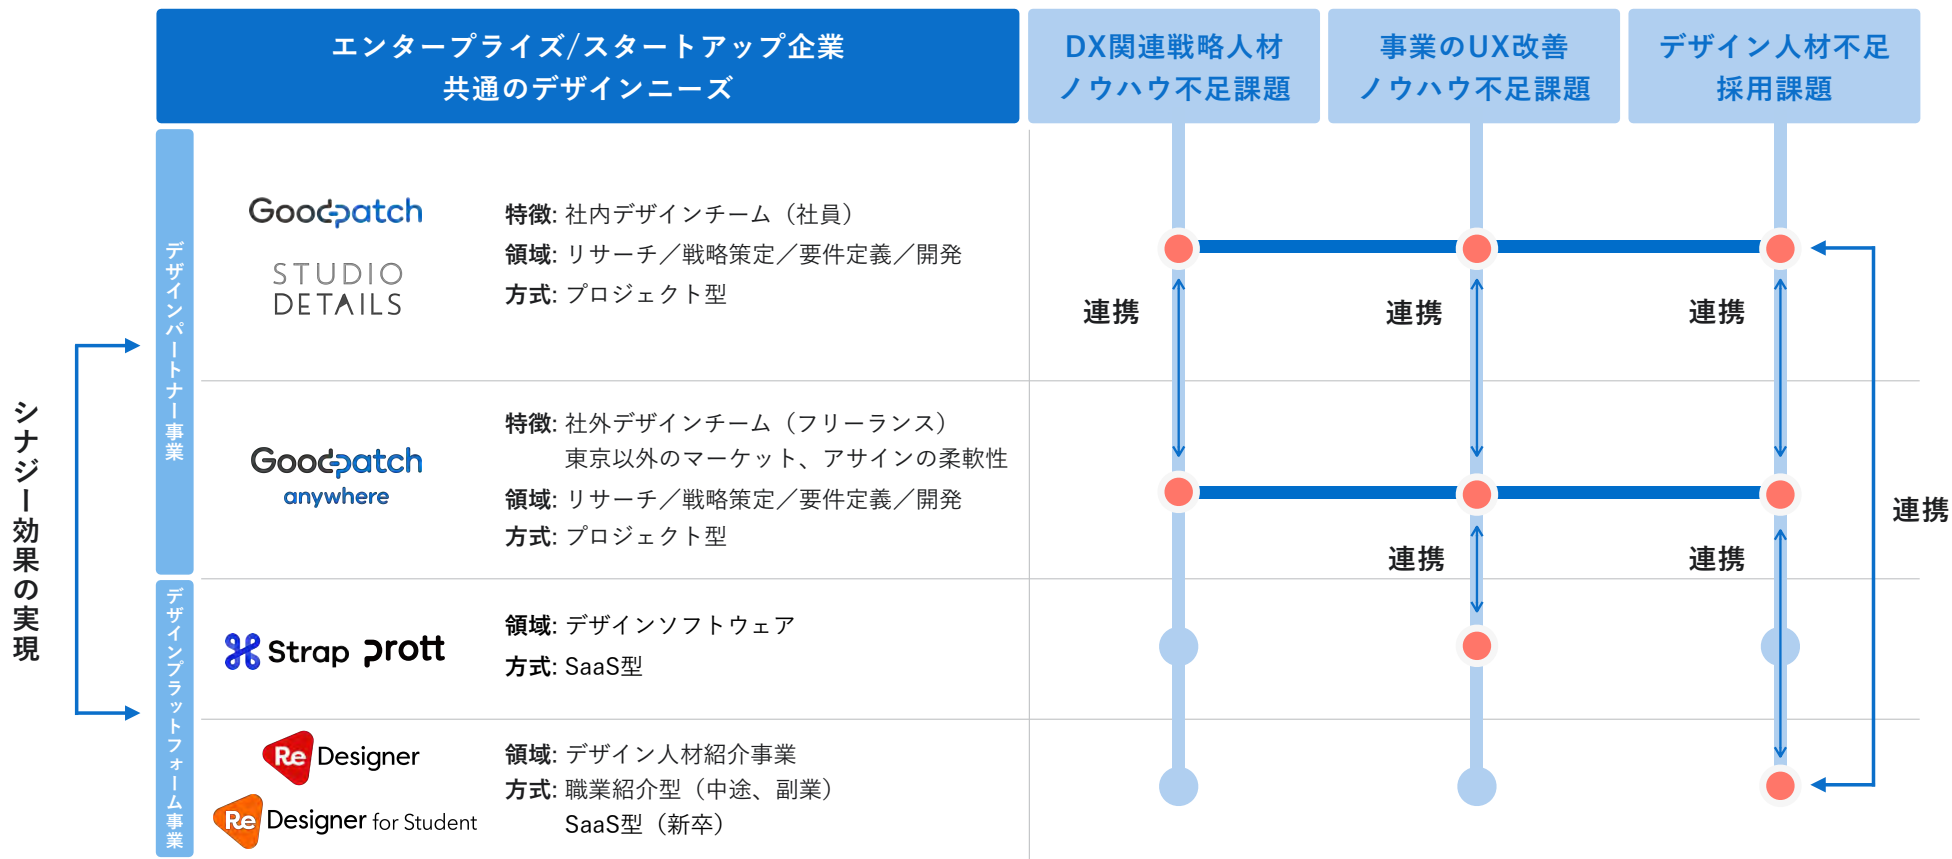 エンタープライズ/スタートアップ企業
共通のデザインニーズ
DX関連戦略人材
ノウハウ不足課題
事業のUX改善
ノウハウ不足課題
デザイン人材不足
採用課題
シナジー効果の実現
デザインパートナー事業
Goodpatch
STUDIO
DETAILS
特徴: 社内デザインチーム（社員）
領域: リサーチ／戦略策定／要件定義／開発
方式: プロジェクト型
連携
連携
連携
Goodpatch
anywhere
特徴: 社外デザインチーム（フリーランス）
東京以外のマーケット、アサインの柔軟性
領域: リサーチ／戦略策定／要件定義／開発
方式: プロジェクト型
連携
連携
連携
デザインプラットフォーム事業
Strap
prott
領域: デザインソフトウェア
方式: SaaS型
Re Designer
Re Designer for Student
領域: デザイン人材紹介事業
方式: 職業紹介型（中途、副業）
SaaS型（新卒）